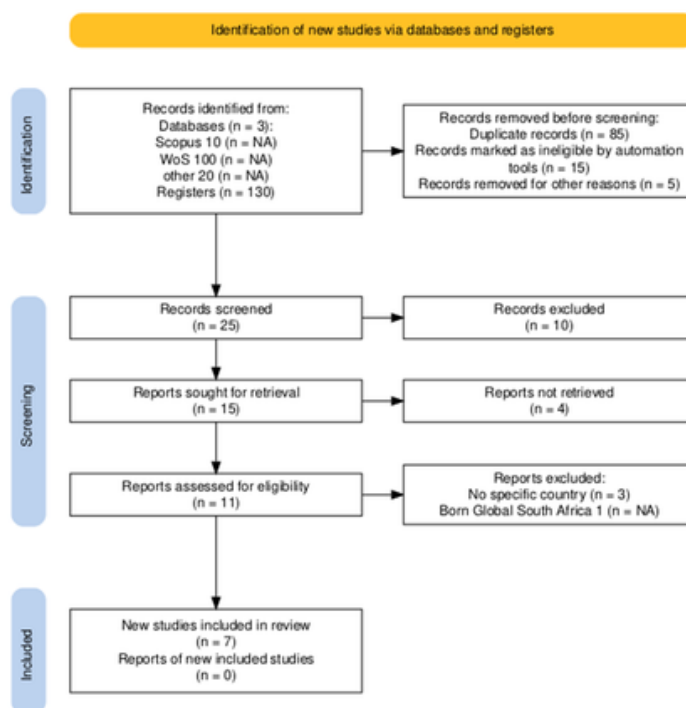 Identification of new studies via databases and registers
Identification
Records identified from:
Databases (n = 3):
Scopus 10 (n = NA)
WoS 100 (n = NA)
other 20 (n = NA)
Registers (n = 130)
Records removed before screening:
Duplicate records (n = 85)
Records marked as ineligible by automation
tools (n = 15)
Records removed for other reasons (n = 5)
Screening
Records screened
(n = 25)
Records excluded
(n = 10)
Reports sought for retrieval
(n = 15)
Reports not retrieved
(n = 4)
Reports assessed for eligibility
(n = 11)
Reports excluded:
No specific country (n = 3)
Born Global South Africa 1 (n = NA)
Included
New studies included in review
(n = 7)
Reports of new included studies
(n = 0)